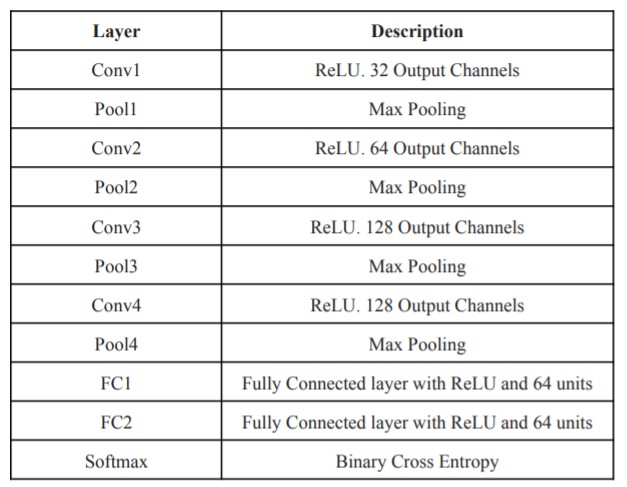 Layer Description
Conv1 ReLU. 32 Output Channels
Pool1 Max Pooling
Conv2 ReLU. 64 Output Channels
Pool2 Max Pooling
Conv3 ReLU. 128 Output Channels
Pool3 Max Pooling
Conv4 ReLU. 128 Output Channels
Pool4 Max Pooling
FC1 Fully Connected layer with ReLU and 64 units
FC2 Fully Connected layer with ReLU and 64 units
Softmax Binary Cross Entropy